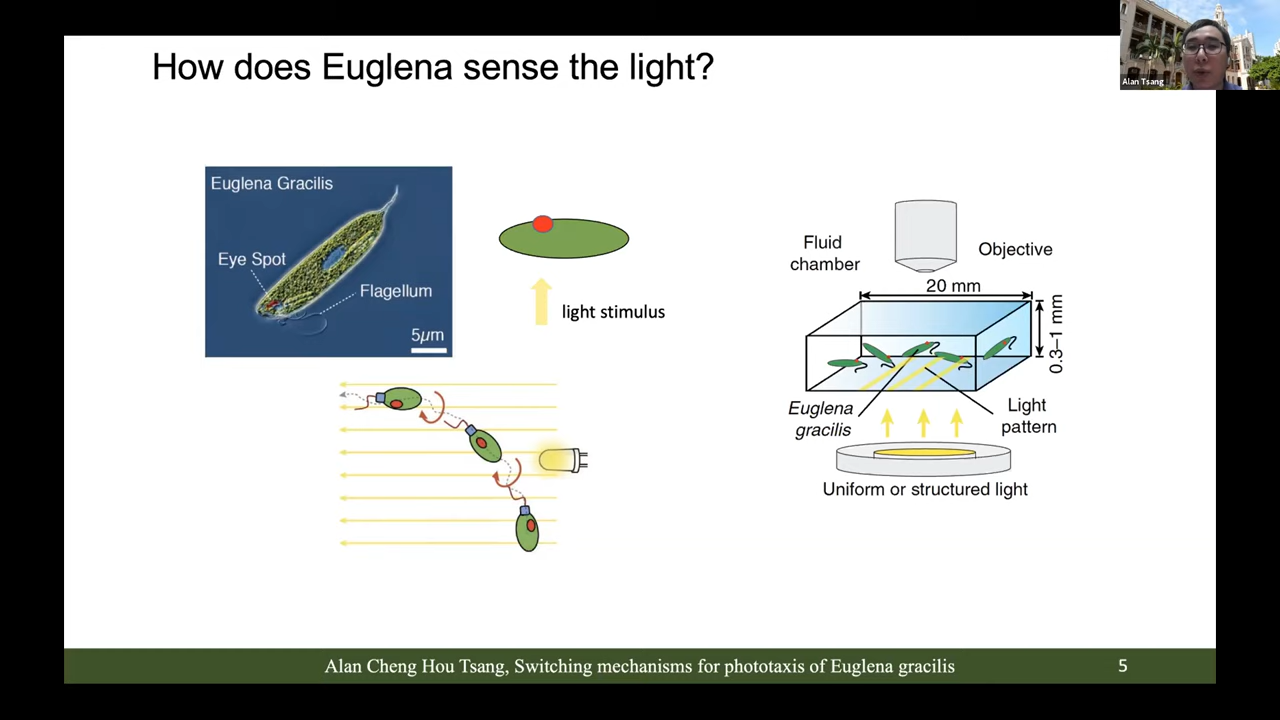 How does Euglena sense the light?
Alan Tsang
Euglena Gracilis
Eye Spot
Flagellum
5μm
light stimulus
Fluid
chamber
Objective
20 mm
0.3–1 mm
Euglena
gracilis
Light
pattern
Uniform or structured light
Alan Cheng Hou Tsang, Switching mechanisms for phototaxis of Euglena gracilis
5